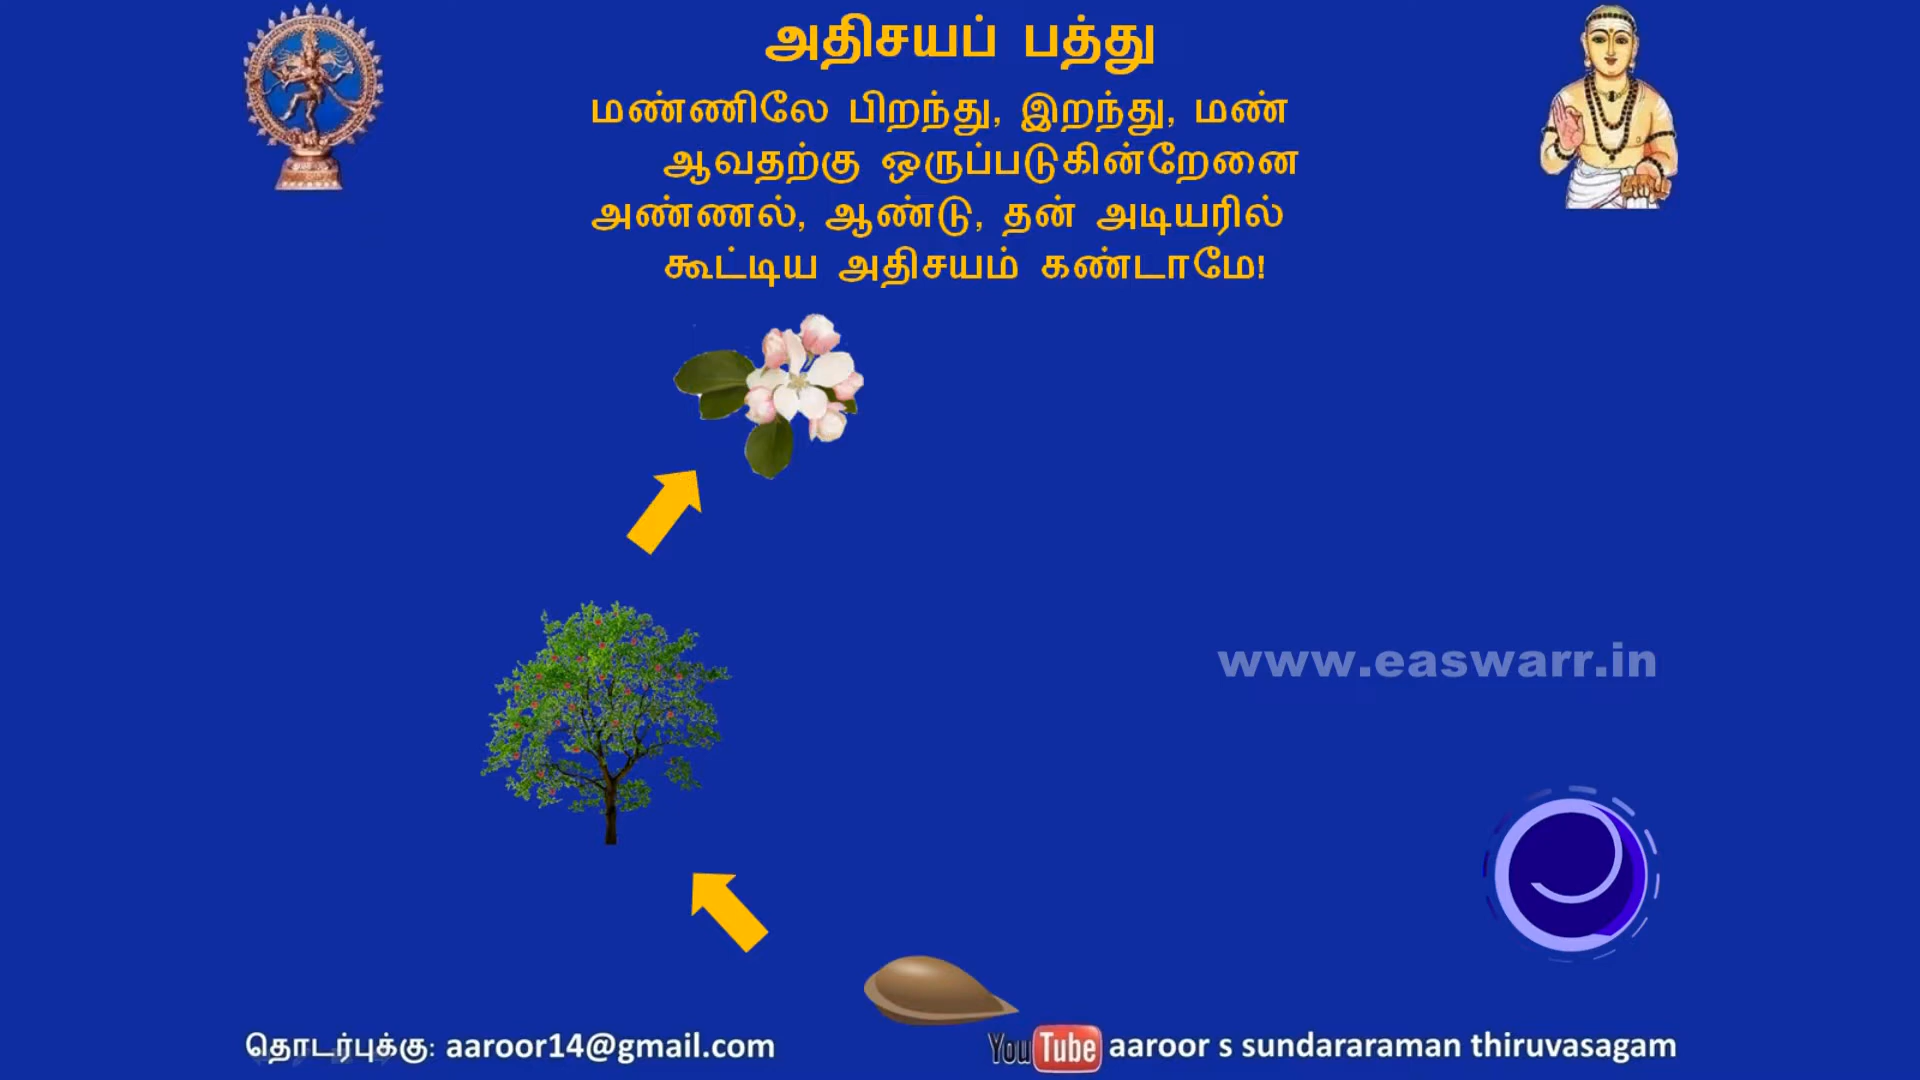 அதிசயப் பத்து
மண்ணிலே பிறந்து, இறந்து, மண்
ஆவதற்கு ஒருப்படுகின்றேனை
அண்ணல், ஆண்டு, தன் அடியரில்
கூட்டிய அதிசயம் கண்டாமே!
www.easwarr.in
தொடர்புக்கு: aaroor14@gmail.com
YouTube aaroor s sundararaman thiruvasagam